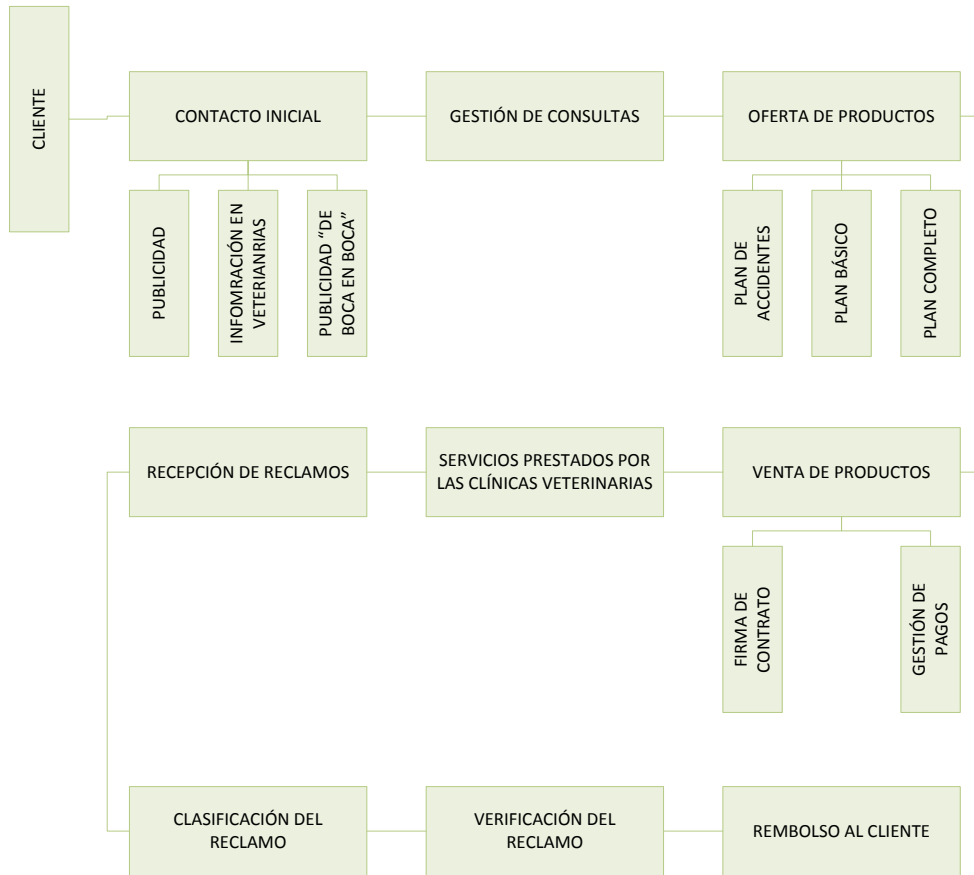 CLIENTE
CONTACTO INICIAL
GESTIÓN DE CONSULTAS
OFERTA DE PRODUCTOS
PUBLICIDAD
INFOMRACIÓN EN
VETERIANRIAS
PUBLICIDAD “DE
BOCA EN BOCA”
PLAN DE
ACCIDENTES
PLAN BÁSICO
PLAN COMPLETO
RECEPCIÓN DE RECLAMOS
SERVICIOS PRESTADOS POR
LAS CLÍNICAS VETERINARIAS
VENTA DE PRODUCTOS
FIRMA DE
CONTRATO
GESTIÓN DE
PAGOS
CLASIFICACIÓN DEL
RECLAMO
VERIFICACIÓN DEL
RECLAMO
REMBOLSO AL CLIENTE